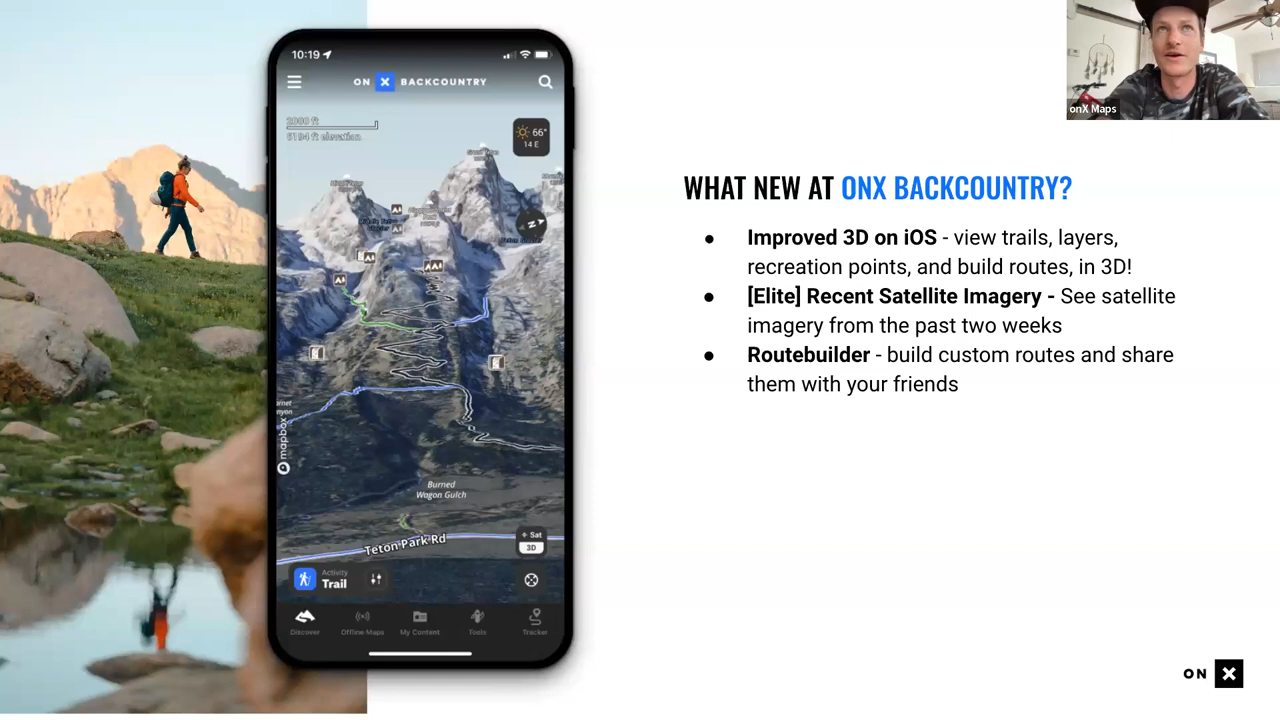 10:19
ON X BACKCOUNTRY
2000 ft
66°
14 E
mapbox
Burned
Wagon Gulch
Teton Park Rd
Sat
3D
Activity
Trail
Discover
Offline Maps
My Content
Tools
Tracker
onX Maps
WHAT NEW AT ONX BACKCOUNTRY?
● Improved 3D on iOS - view trails, layers,
recreation points, and build routes, in 3D!
● [Elite] Recent Satellite Imagery - See satellite
imagery from the past two weeks
● Routebuilder - build custom routes and share
them with your friends
ON X